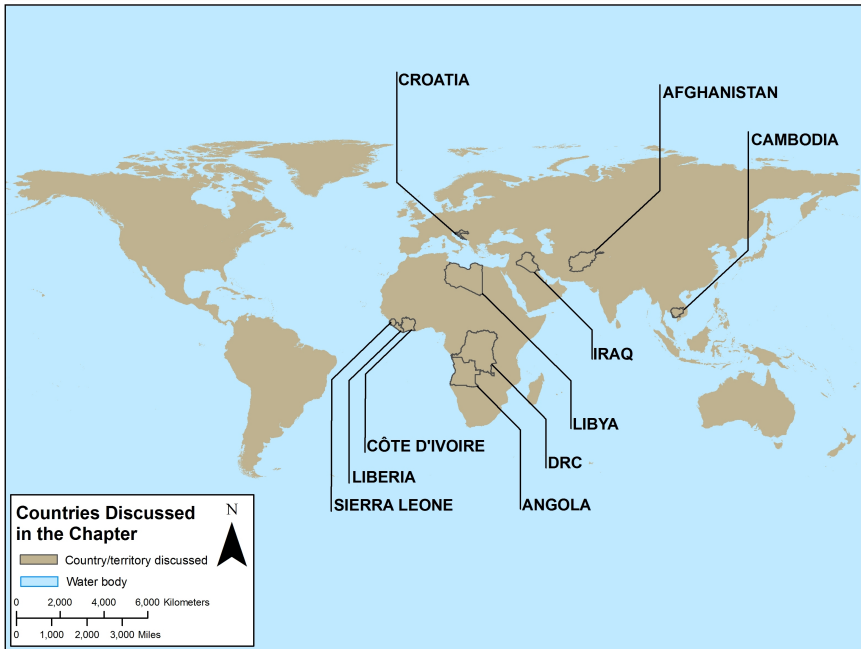 CROATIA
AFGHANISTAN
CAMBODIA
IRAQ
LIBYA
CÔTE D'IVOIRE
DRC
LIBERIA
SIERRA LEONE
ANGOLA
Countries Discussed
in the Chapter
N
Country/territory discussed
Water body
0 2,000 4,000 6,000 Kilometers
0 1,000 2,000 3,000 Miles